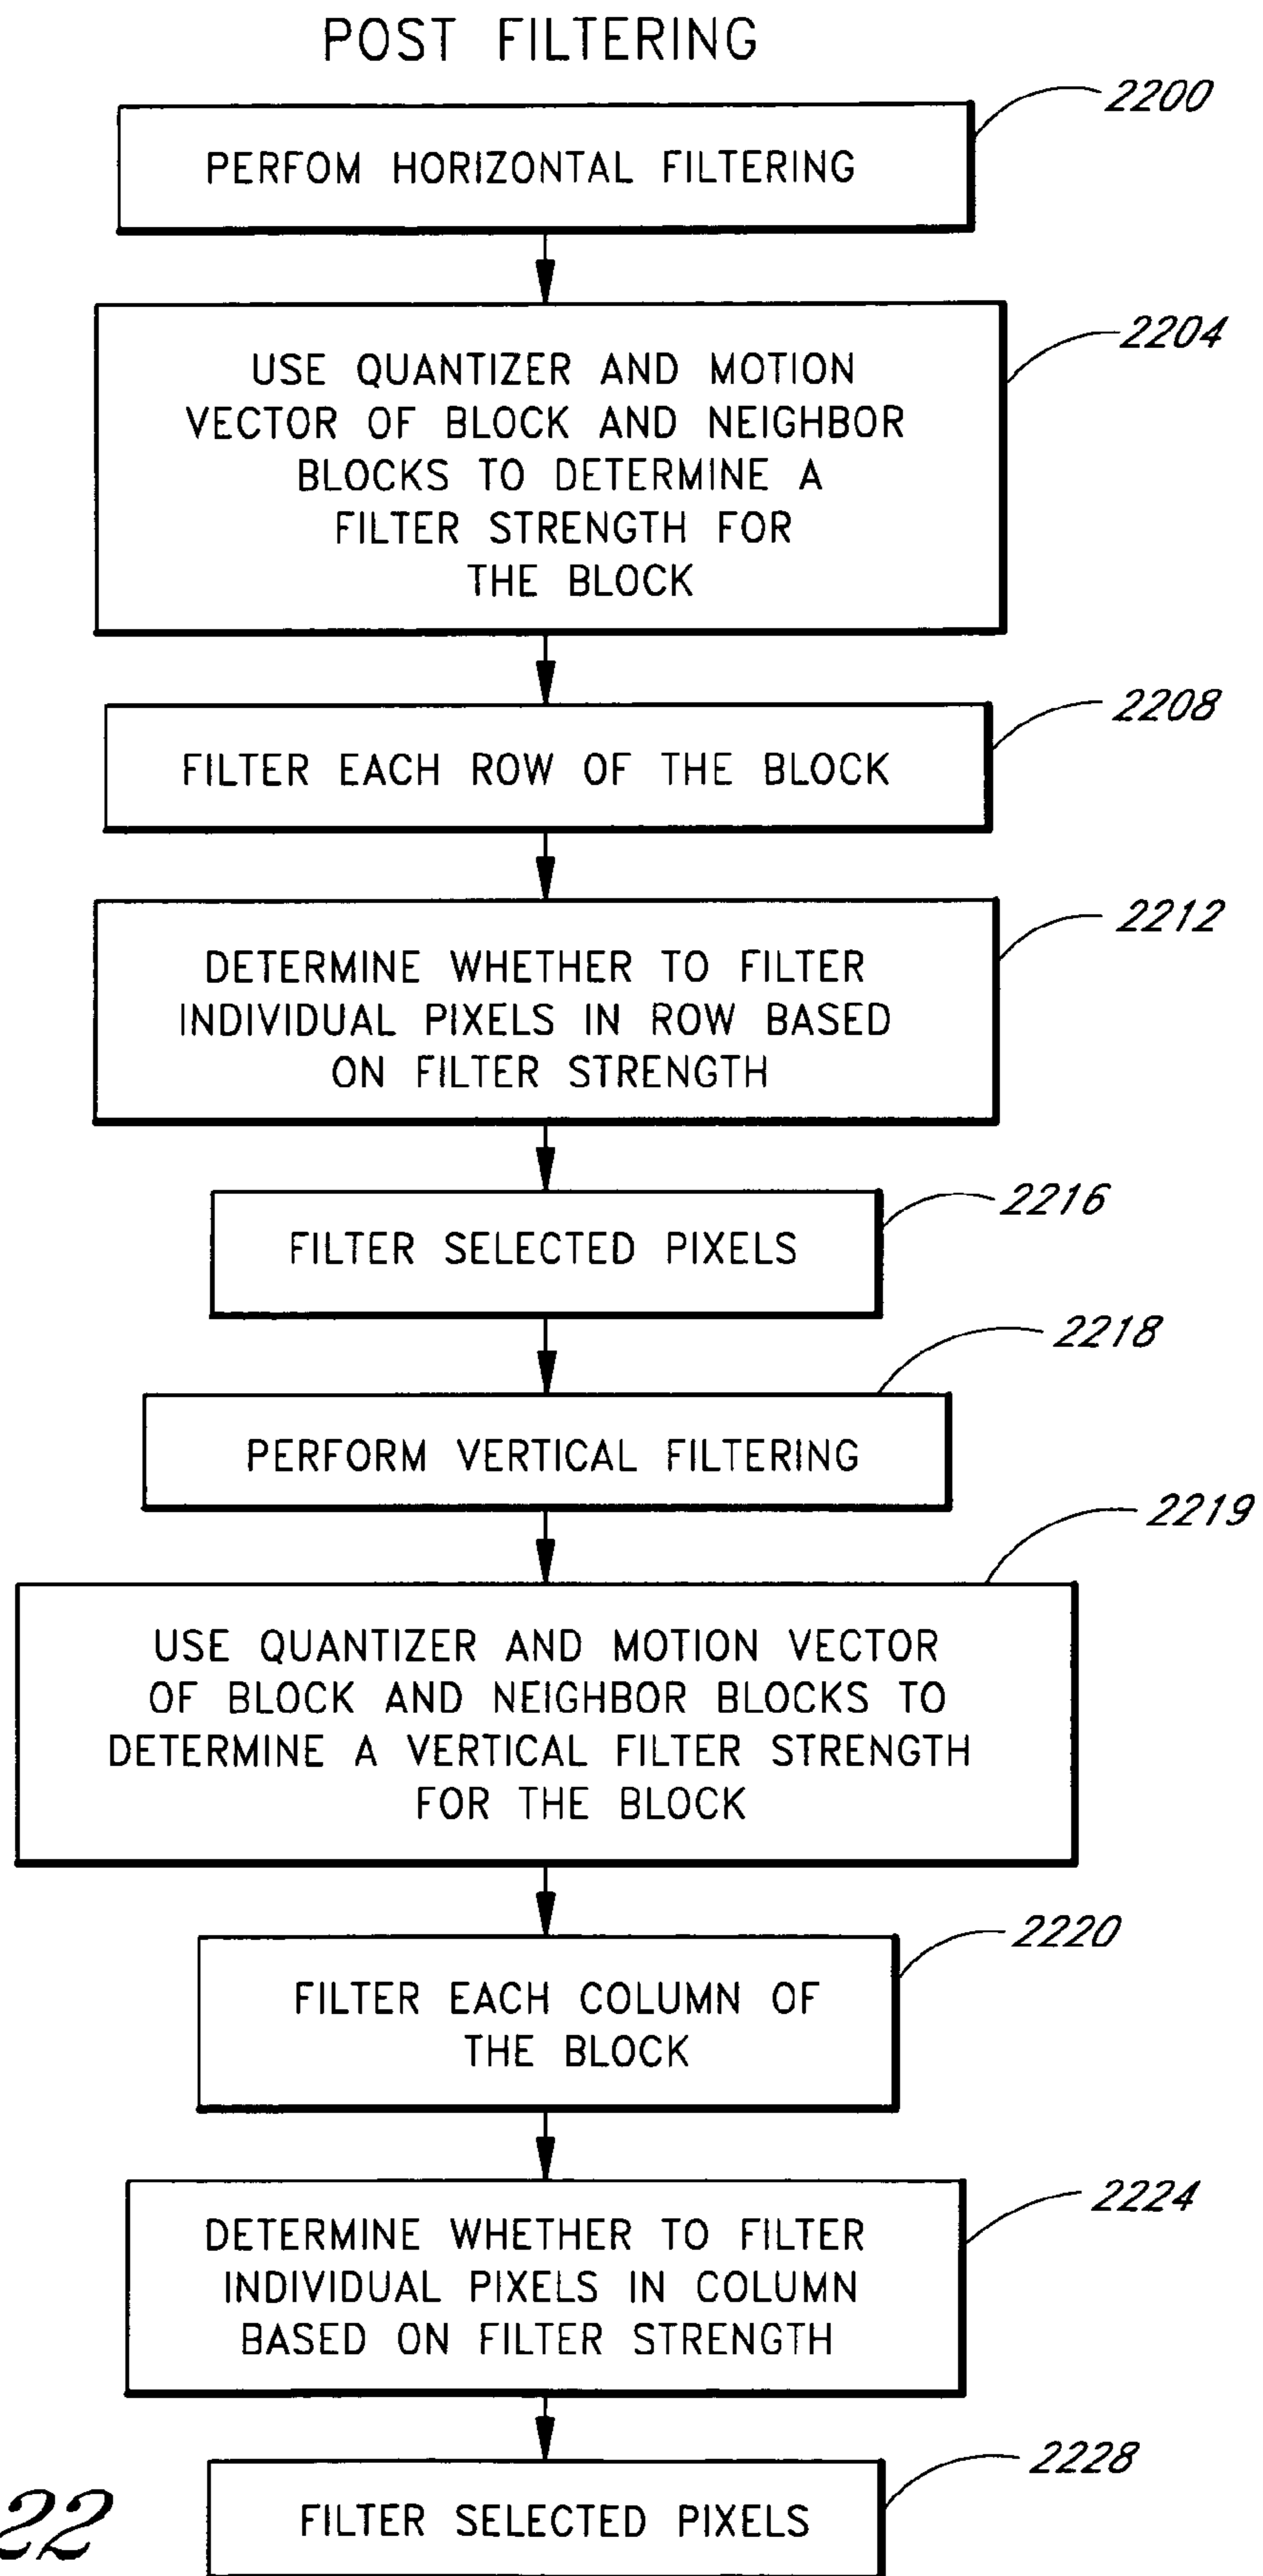 POST FILTERING
2200
PERFOM HORIZONTAL FILTERING
2204
USE QUANTIZER AND MOTION
VECTOR OF BLOCK AND NEIGHBOR
BLOCKS TO DETERMINE A
FILTER STRENGTH FOR
THE BLOCK
2208
FILTER EACH ROW OF THE BLOCK
2212
DETERMINE WHETHER TO FILTER
INDIVIDUAL PIXELS IN ROW BASED
ON FILTER STRENGTH
2216
FILTER SELECTED PIXELS
2218
PERFORM VERTICAL FILTERING
2219
USE QUANTIZER AND MOTION VECTOR
OF BLOCK AND NEIGHBOR BLOCKS TO
DETERMINE A VERTICAL FILTER STRENGTH
FOR THE BLOCK
2220
FILTER EACH COLUMN OF
THE BLOCK
2224
DETERMINE WHETHER TO FILTER
INDIVIDUAL PIXELS IN COLUMN
BASED ON FILTER STRENGTH
2228
FILTER SELECTED PIXELS
22